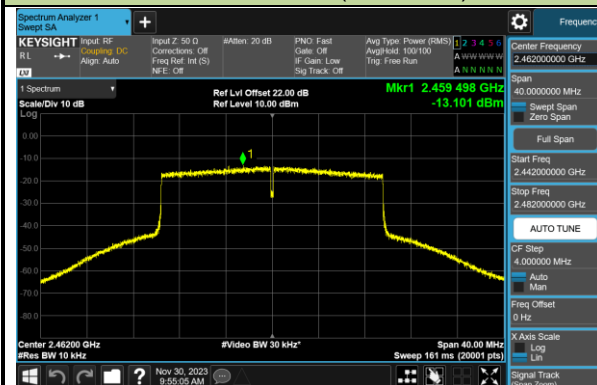 Spectrum Analyzer 1
Swept SA
Frequenc
KEYSIGHT
RL
LXI
Input: RF
Coupling: DC
Align: Auto
Input Z: 50 Ω
Corrections: Off
Freq Ref: Int (S)
NFE: Off
#Atten: 20 dB
PNO: Fast
Gate: Off
IF Gain: Low
Sig Track: Off
Avg Type: Power (RMS)
Avg|Hold: 100/100
Trig: Free Run
1 2 3 4 5 6
A W W W W W
A N N N N N
1 Spectrum
Scale/Div 10 dB
Log
Ref Lvl Offset 22.00 dB
Ref Level 10.00 dBm
Mkr1 2.459 498 GHz
-13.101 dBm
1
0.00
-10.0
-20.0
-30.0
-40.0
-50.0
-60.0
-70.0
-80.0
Center 2.46200 GHz
#Res BW 10 kHz
#Video BW 30 kHz*
Span 40.00 MHz
Sweep 161 ms (20001 pts)
Center Frequency
2.462000000 GHz
Span
40.0000000 MHz
Swept Span
Zero Span
Full Span
Start Freq
2.442000000 GHz
Stop Freq
2.482000000 GHz
AUTO TUNE
CF Step
4.000000 MHz
Auto
Man
Freq Offset
0 Hz
X Axis Scale
Log
Lin
Signal Track
(Span Zoom)
?
Nov 30, 2023
9:55:05 AM